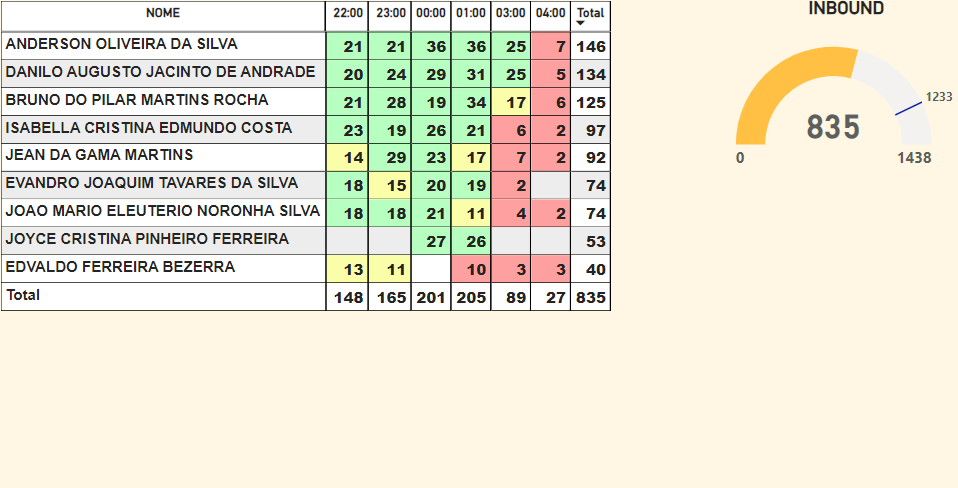 NOME 22:00 23:00 00:00 01:00 03:00 04:00 Total
ANDERSON OLIVEIRA DA SILVA 21 21 36 36 25 7 146
DANILO AUGUSTO JACINTO DE ANDRADE 20 24 29 31 25 5 134
BRUNO DO PILAR MARTINS ROCHA 21 28 19 34 17 6 125
ISABELLA CRISTINA EDMUNDO COSTA 23 19 26 21 6 2 97
JEAN DA GAMA MARTINS 14 29 23 17 7 2 92
EVANDRO JOAQUIM TAVARES DA SILVA 18 15 20 19 2 74
JOAO MARIO ELEUTERIO NORONHA SILVA 18 18 21 11 4 2 74
JOYCE CRISTINA PINHEIRO FERREIRA 27 26 53
EDVALDO FERREIRA BEZERRA 13 11 10 3 3 40
Total 148 165 201 205 89 27 835
INBOUND
1233
835
0 1438